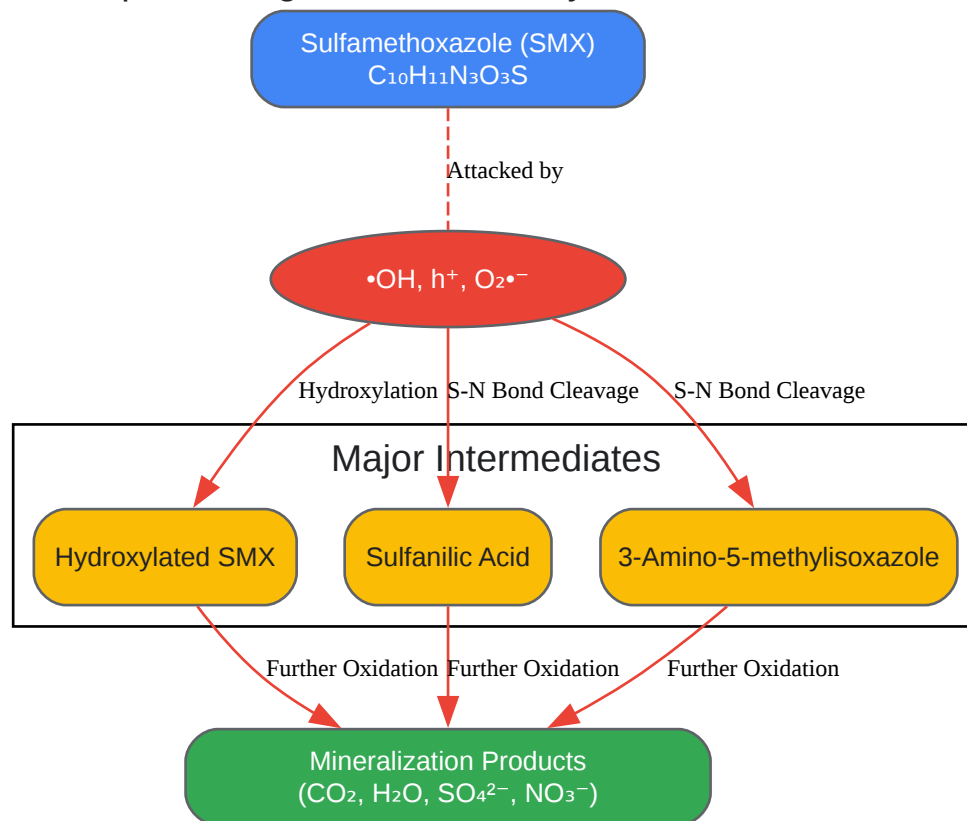 Sulfamethoxazole (SMX)
C₁₀H₁₁N₃O₃S
Attacked by
•OH, h⁺, O₂•⁻
Hydroxylation S-N Bond Cleavage S-N Bond Cleavage
Major Intermediates
Hydroxylated SMX Sulfanilic Acid 3-Amino-5-methylisoxazole
Further Oxidation Further Oxidation Further Oxidation
Mineralization Products
(CO₂, H₂O, SO₄²⁻, NO₃⁻)